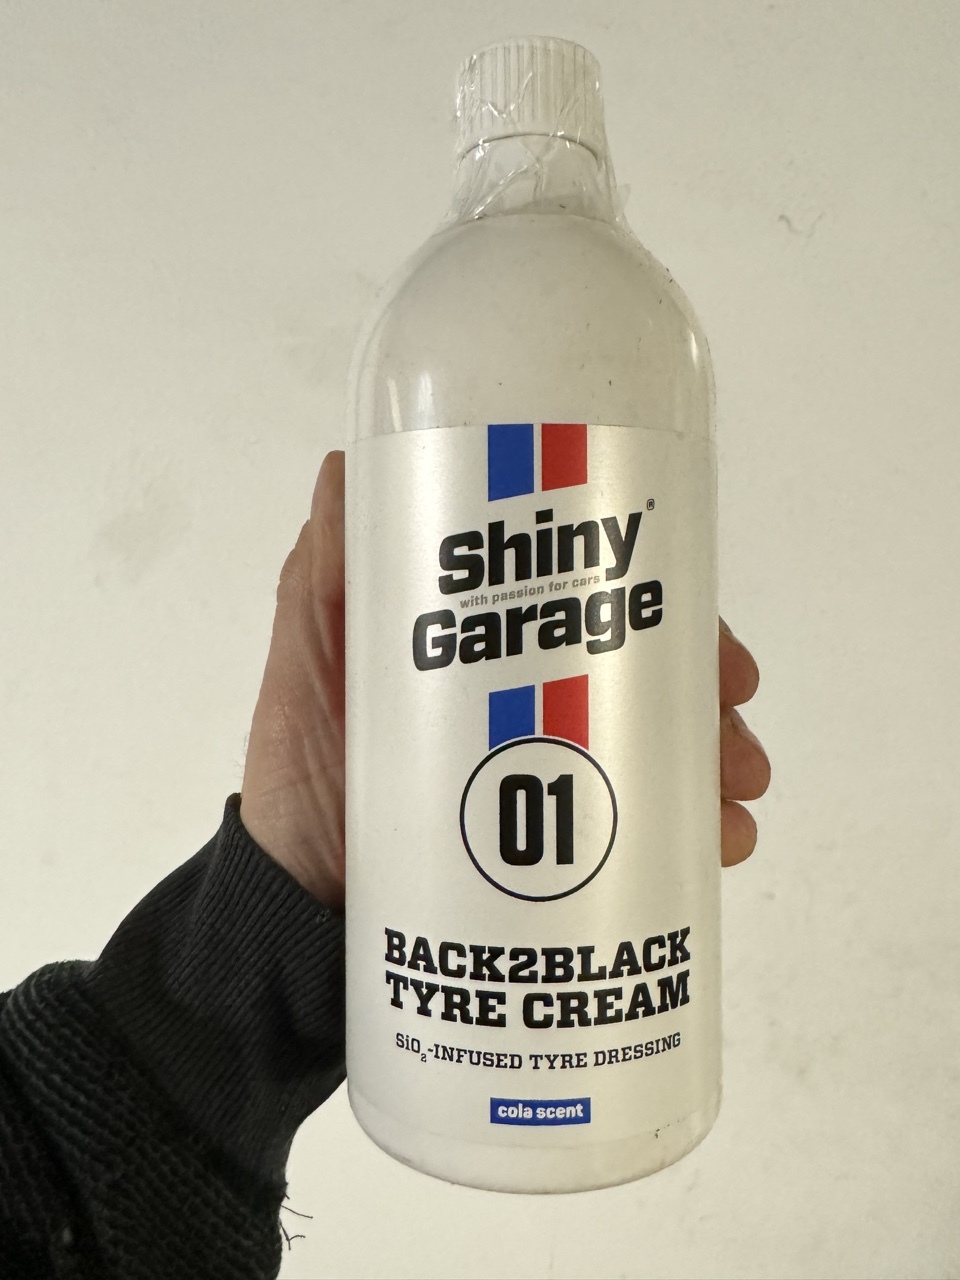 Shiny®
with passion for cars
Garage
01
BACK2BLACK
TYRE CREAM
SiO₂-INFUSED TYRE DRESSING
cola scent